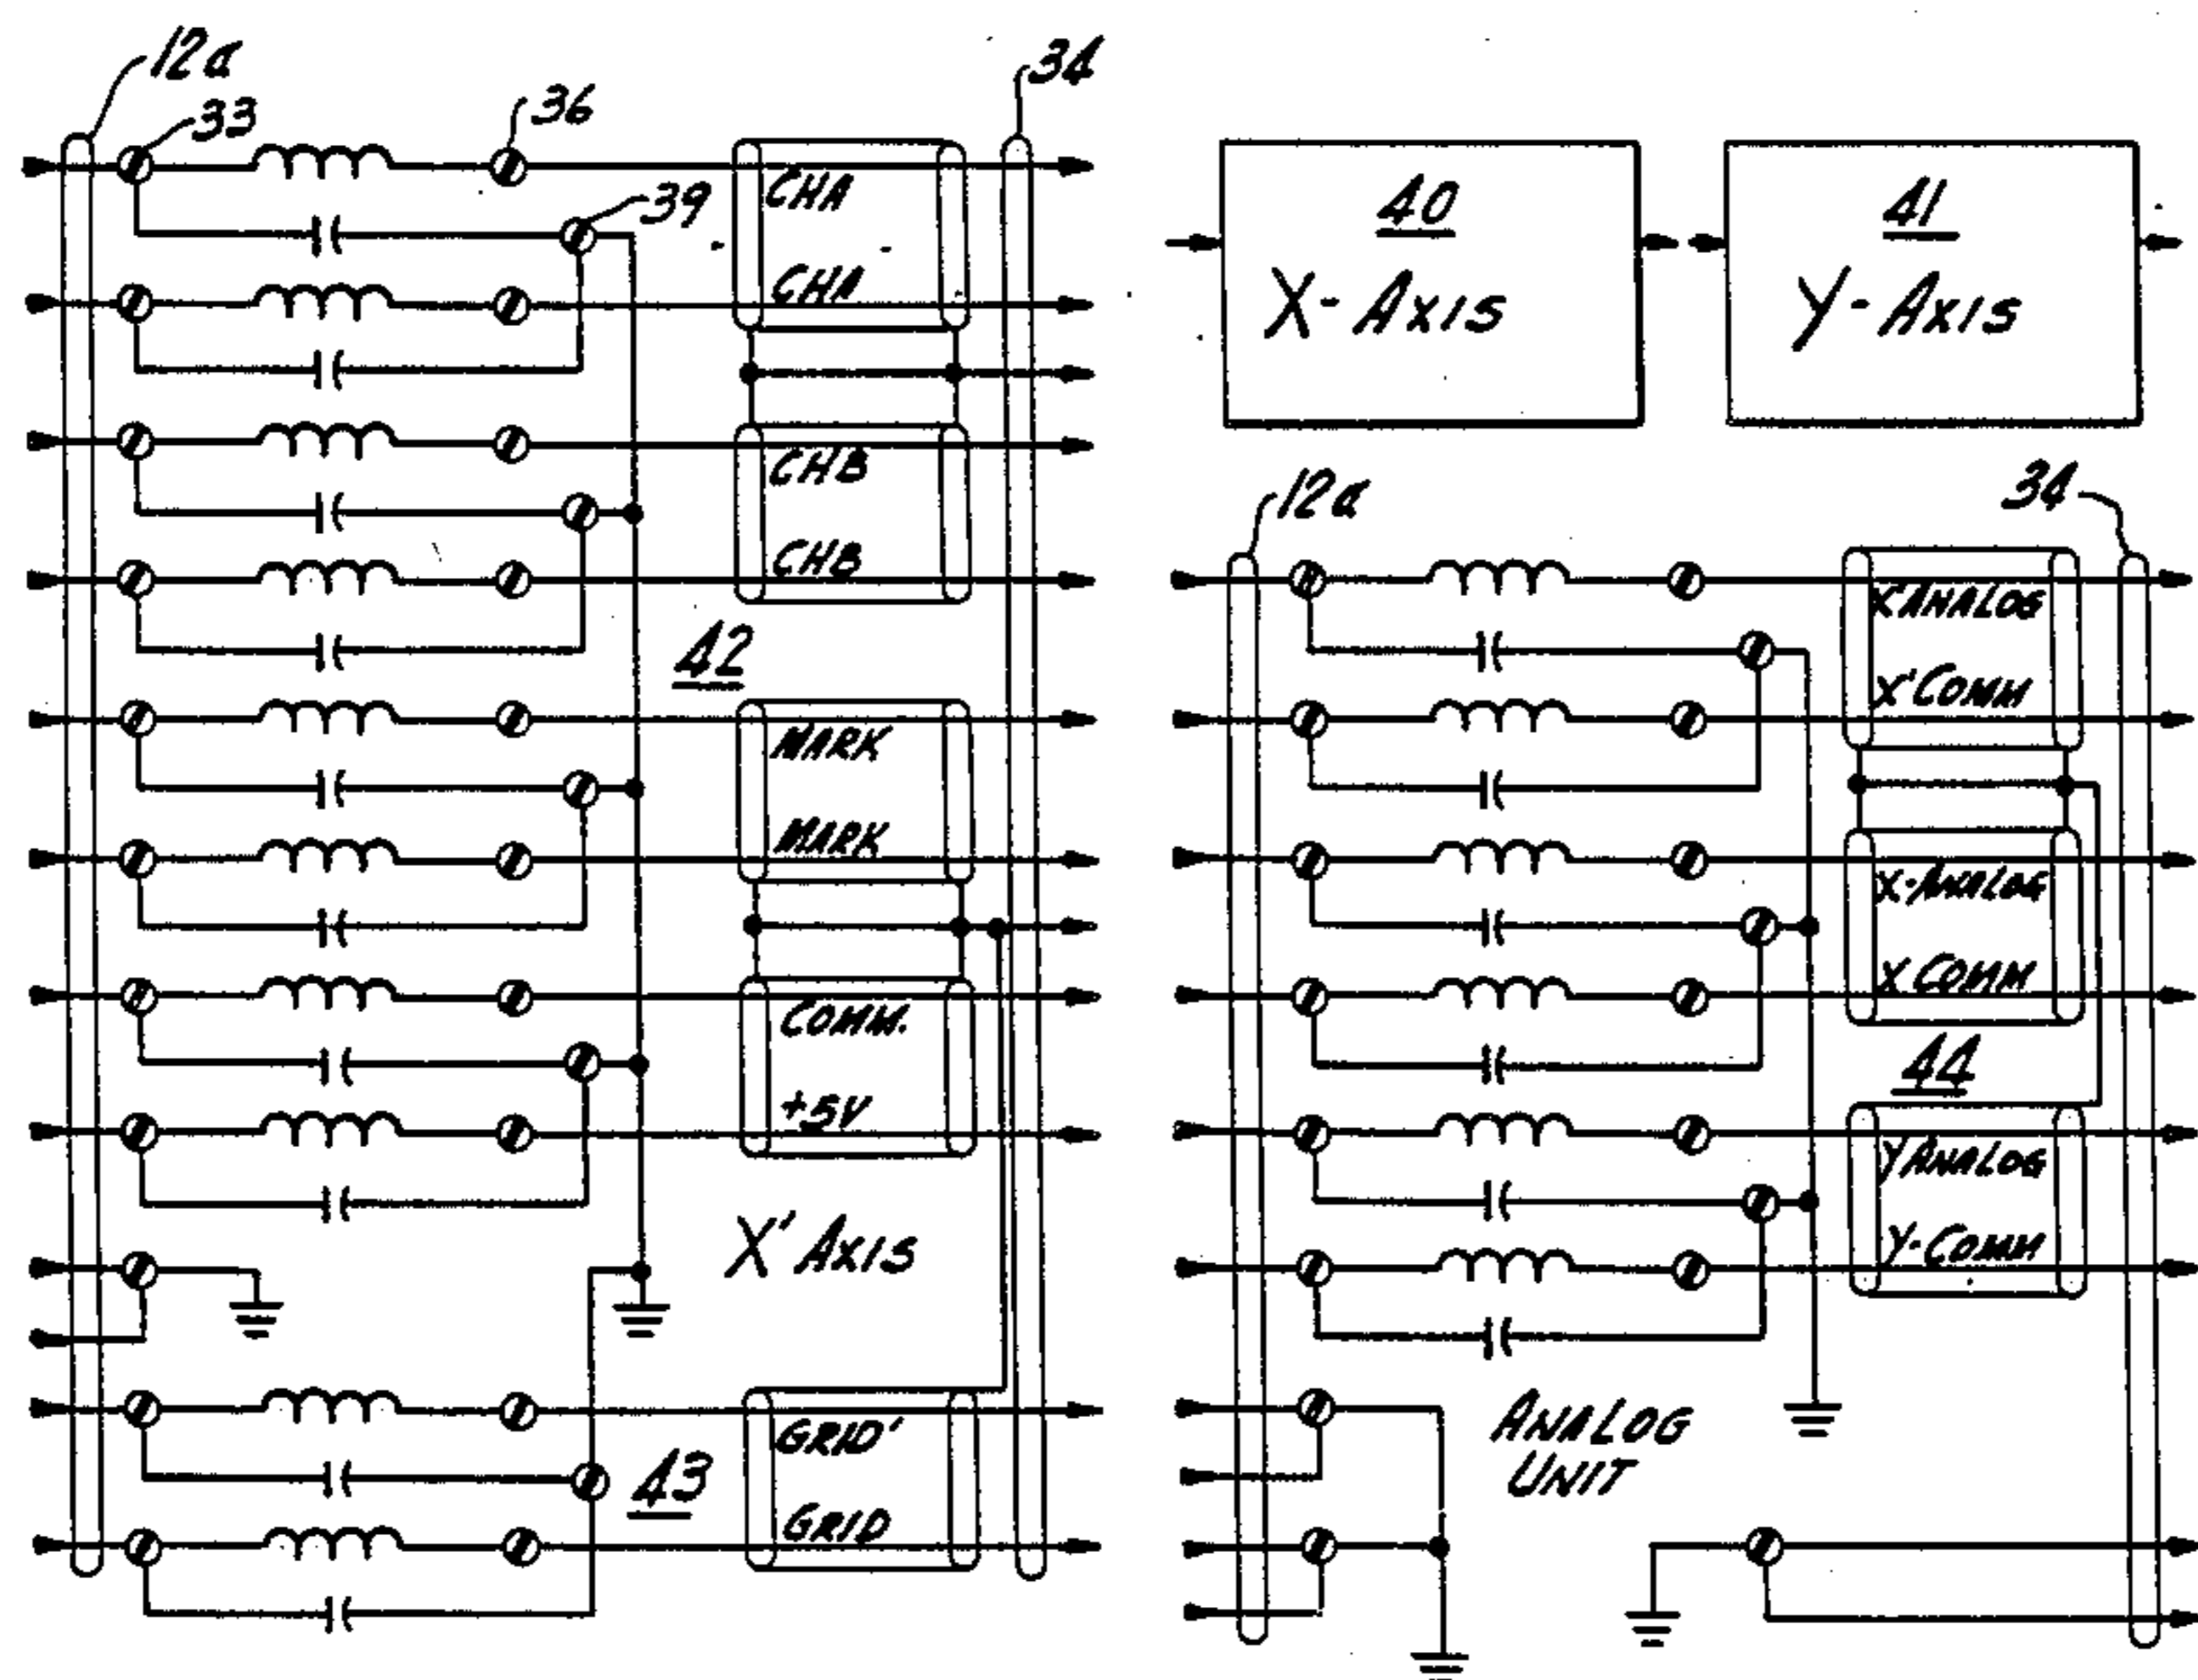 12a
33
36
34
39
CHA
CHA
CHB
CHB
42
MARK
MARK
COMM.
+5V
X' AXIS
GRID'
43
GRID
40
X-AXIS
41
Y-AXIS
12a
34
X'ANALOG
X'COMM
X-ANALOG
X COMM
44
Y ANALOG
Y-COMM
ANALOG
UNIT